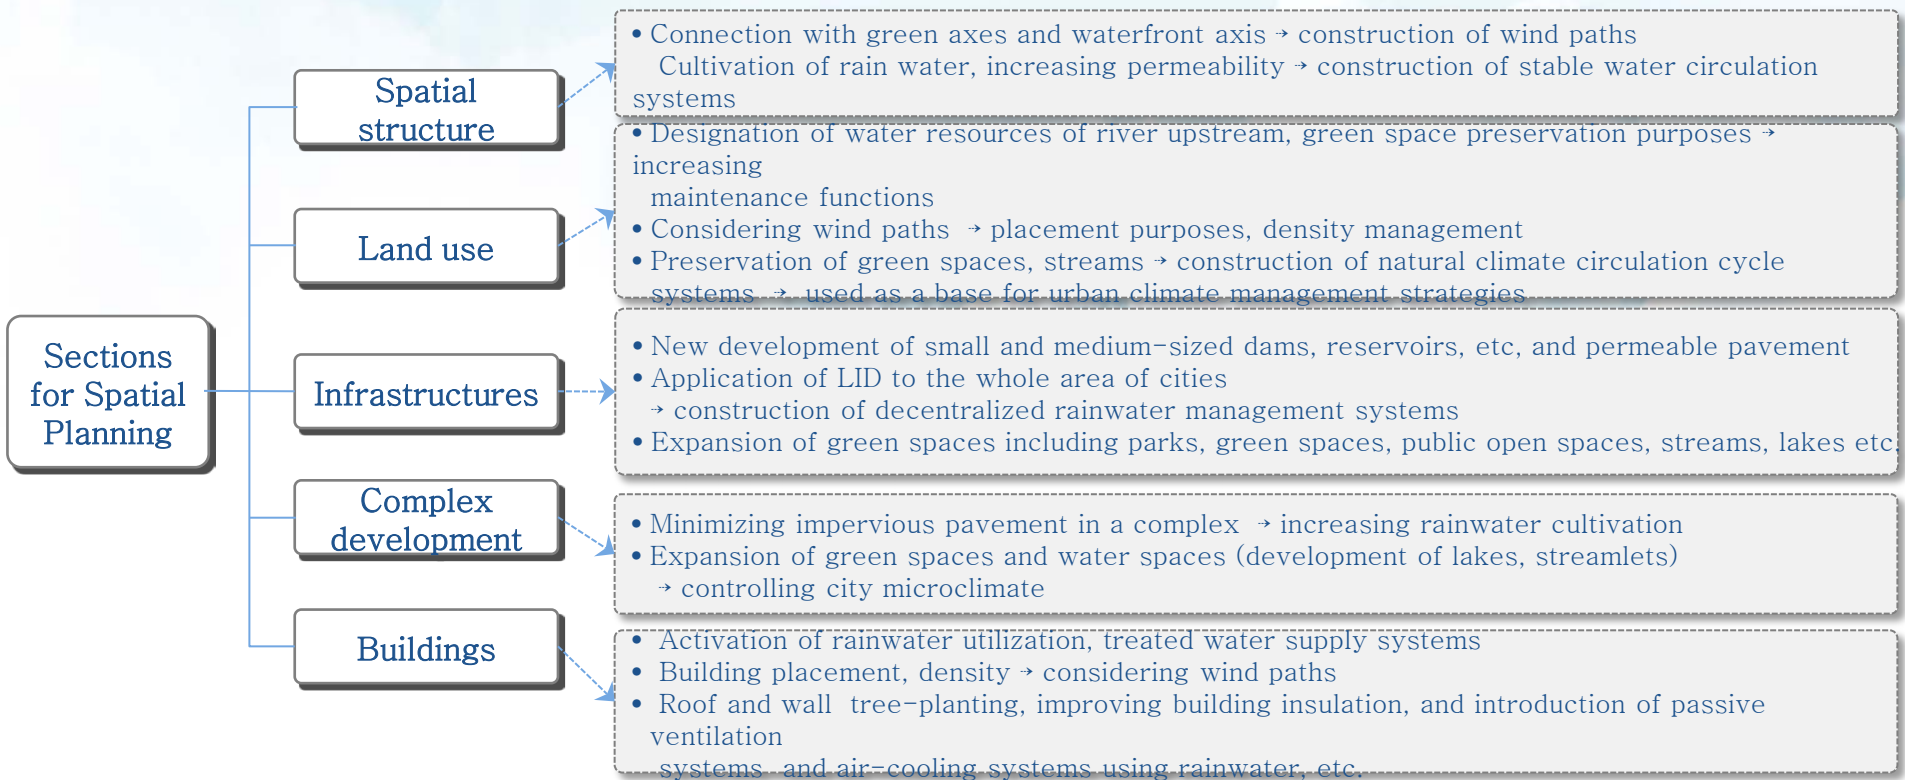 Sections
for Spatial
Planning
Spatial
structure
• Connection with green axes and waterfront axis → construction of wind paths
Cultivation of rain water, increasing permeability → construction of stable water circulation
systems
Land use
• Designation of water resources of river upstream, green space preservation purposes →
increasing
maintenance functions
• Considering wind paths → placement purposes, density management
• Preservation of green spaces, streams → construction of natural climate circulation cycle
systems → used as a base for urban climate management strategies
Infrastructures
• New development of small and medium-sized dams, reservoirs, etc, and permeable pavement
• Application of LID to the whole area of cities
→ construction of decentralized rainwater management systems
• Expansion of green spaces including parks, green spaces, public open spaces, streams, lakes etc.
Complex
development
• Minimizing impervious pavement in a complex → increasing rainwater cultivation
• Expansion of green spaces and water spaces (development of lakes, streamlets)
→ controlling city microclimate
Buildings
• Activation of rainwater utilization, treated water supply systems
• Building placement, density → considering wind paths
• Roof and wall tree-planting, improving building insulation, and introduction of passive
ventilation
systems and air-cooling systems using rainwater, etc.